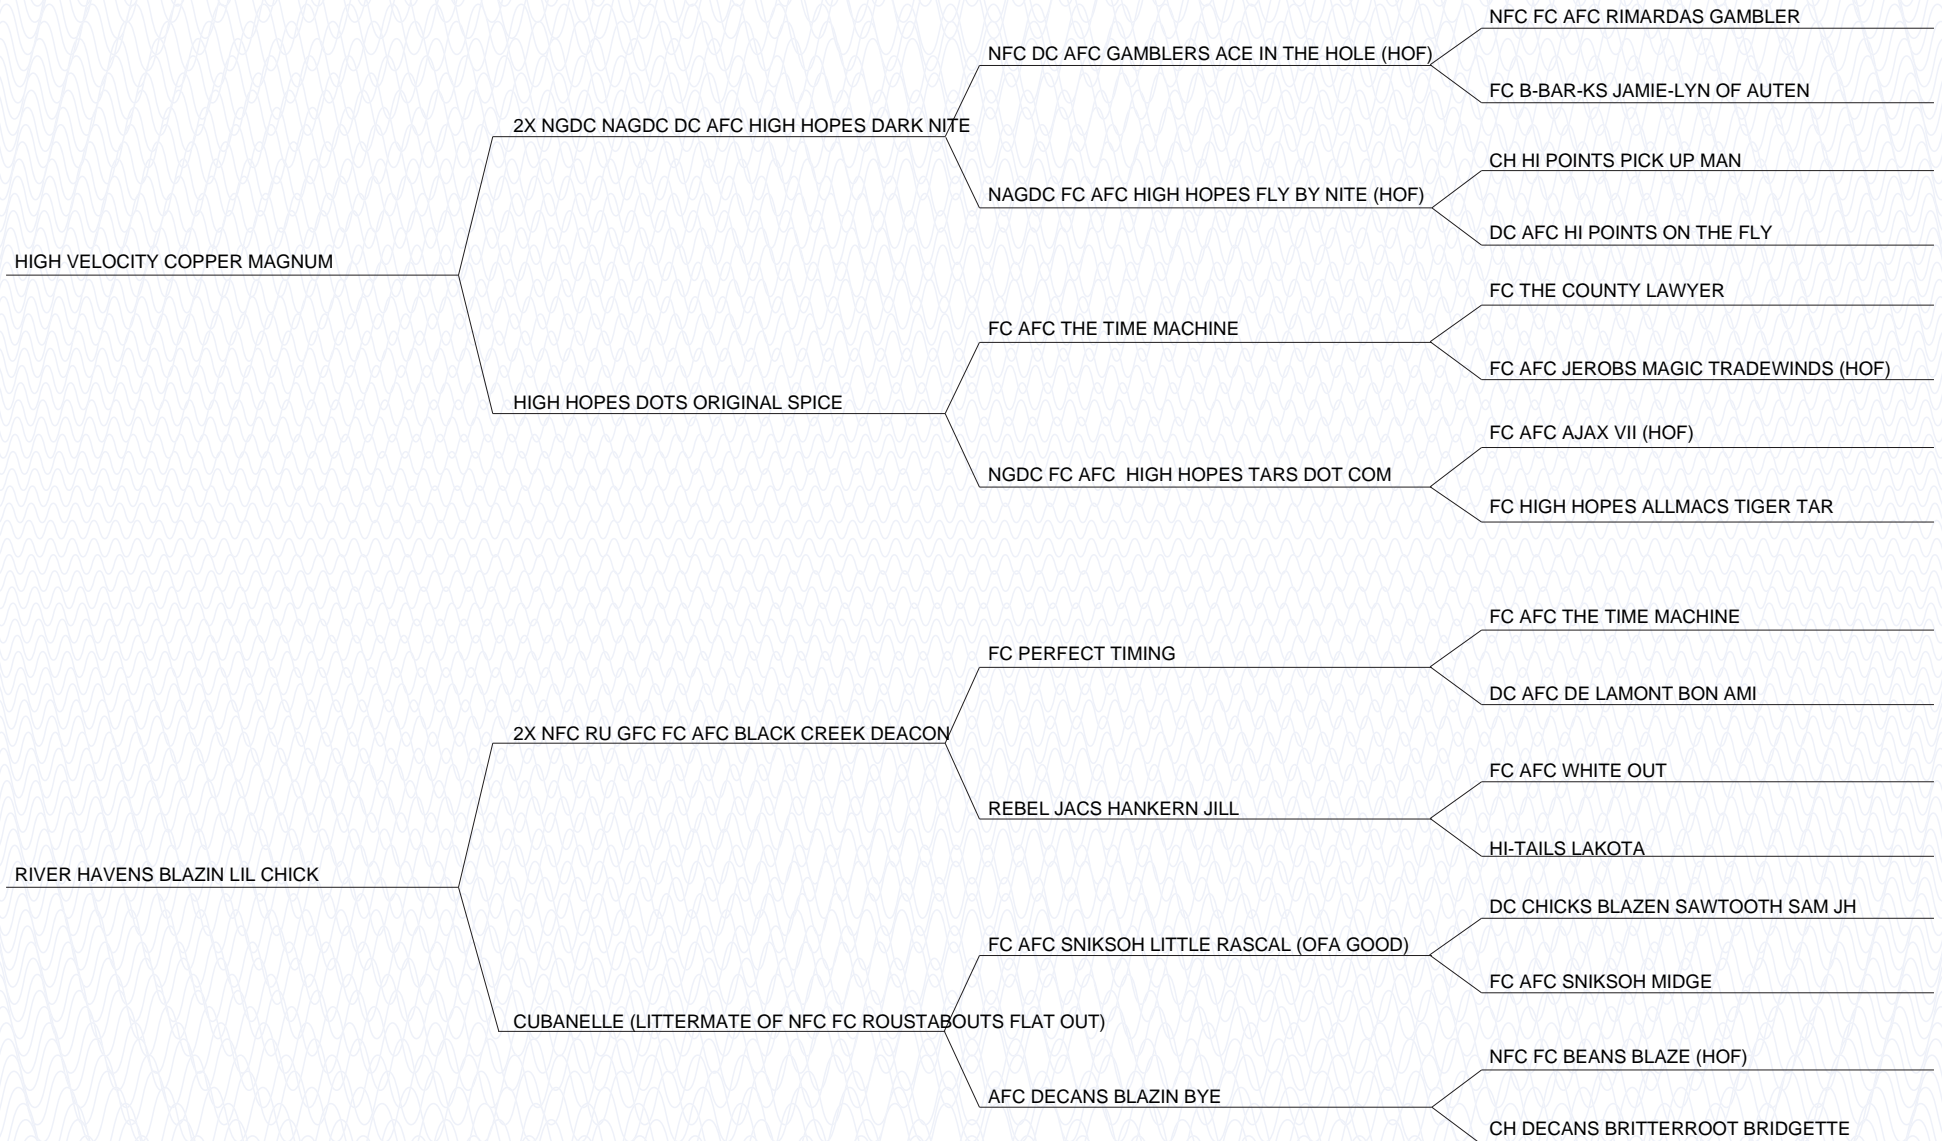 NFC FC AFC RIMARDAS GAMBLER
NFC DC AFC GAMBLERS ACE IN THE HOLE (HOF)
FC B-BAR-KS JAMIE-LYN OF AUTEN
2X NGDC NAGDC DC AFC HIGH HOPES DARK NITE
CH HI POINTS PICK UP MAN
NAGDC FC AFC HIGH HOPES FLY BY NITE (HOF)
DC AFC HI POINTS ON THE FLY
HIGH VELOCITY COPPER MAGNUM
FC THE COUNTY LAWYER
FC AFC THE TIME MACHINE
FC AFC JEROBS MAGIC TRADEWINDS (HOF)
HIGH HOPES DOTS ORIGINAL SPICE
FC AFC AJAX VII (HOF)
NGDC FC AFC  HIGH HOPES TARS DOT COM
FC HIGH HOPES ALLMACS TIGER TAR
FC AFC THE TIME MACHINE
FC PERFECT TIMING
DC AFC DE LAMONT BON AMI
2X NFC RU GFC FC AFC BLACK CREEK DEACON
FC AFC WHITE OUT
REBEL JACS HANKERN JILL
HI-TAILS LAKOTA
RIVER HAVENS BLAZIN LIL CHICK
DC CHICKS BLAZEN SAWTOOTH SAM JH
FC AFC SNIKSOH LITTLE RASCAL (OFA GOOD)
FC AFC SNIKSOH MIDGE
CUBANELLE (LITTERMATE OF NFC FC ROUSTABOUTS FLAT OUT)
NFC FC BEANS BLAZE (HOF)
AFC DECANS BLAZIN BYE
CH DECANS BRITTERROOT BRIDGETTE